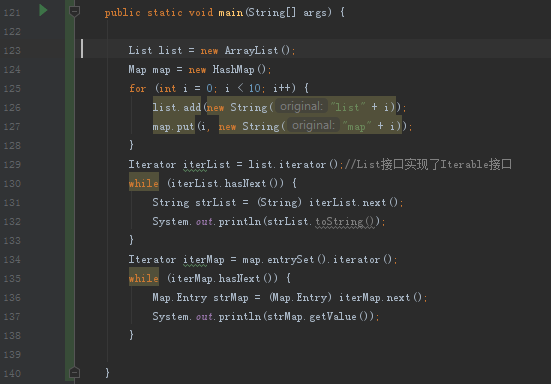 121 public static void main(String[] args) {
122
123 List list = new ArrayList();
124 Map map = new HashMap();
125 for (int i = 0; i < 10; i++) {
126 list.add(new String( original: "list" + i));
127 map.put(i, new String( original: "map" + i));
128 }
129 Iterator iterList = list.iterator();//List接口实现了Iterable接口
130 while (iterList.hasNext()) {
131 String strList = (String) iterList.next();
132 System.out.println(strList.toString());
133 }
134 Iterator iterMap = map.entrySet().iterator();
135 while (iterMap.hasNext()) {
136 Map.Entry strMap = (Map.Entry) iterMap.next();
137 System.out.println(strMap.getValue());
138 }
139
140 }